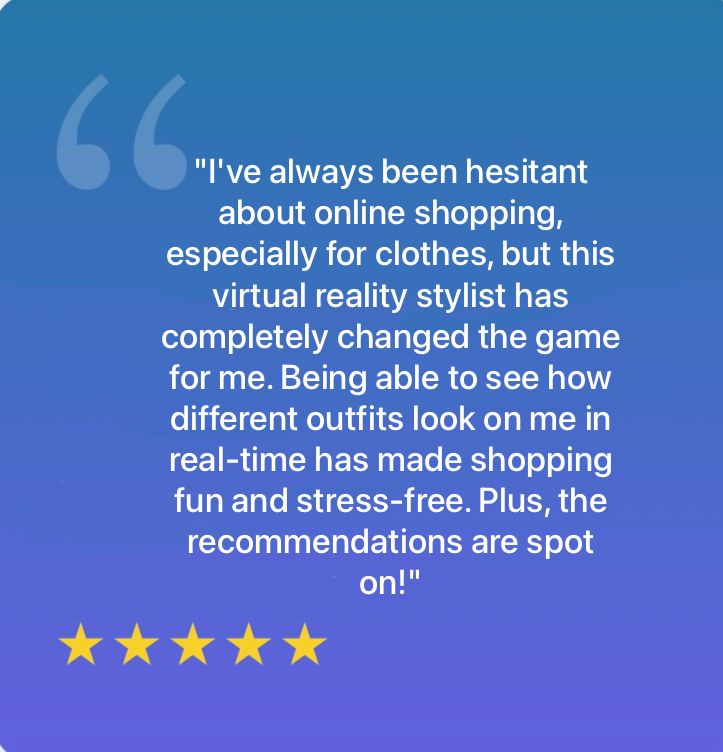 "I've always been hesitant
about online shopping,
especially for clothes, but this
virtual reality stylist has
completely changed the game
for me. Being able to see how
different outfits look on me in
real-time has made shopping
fun and stress-free. Plus, the
recommendations are spot
on!"